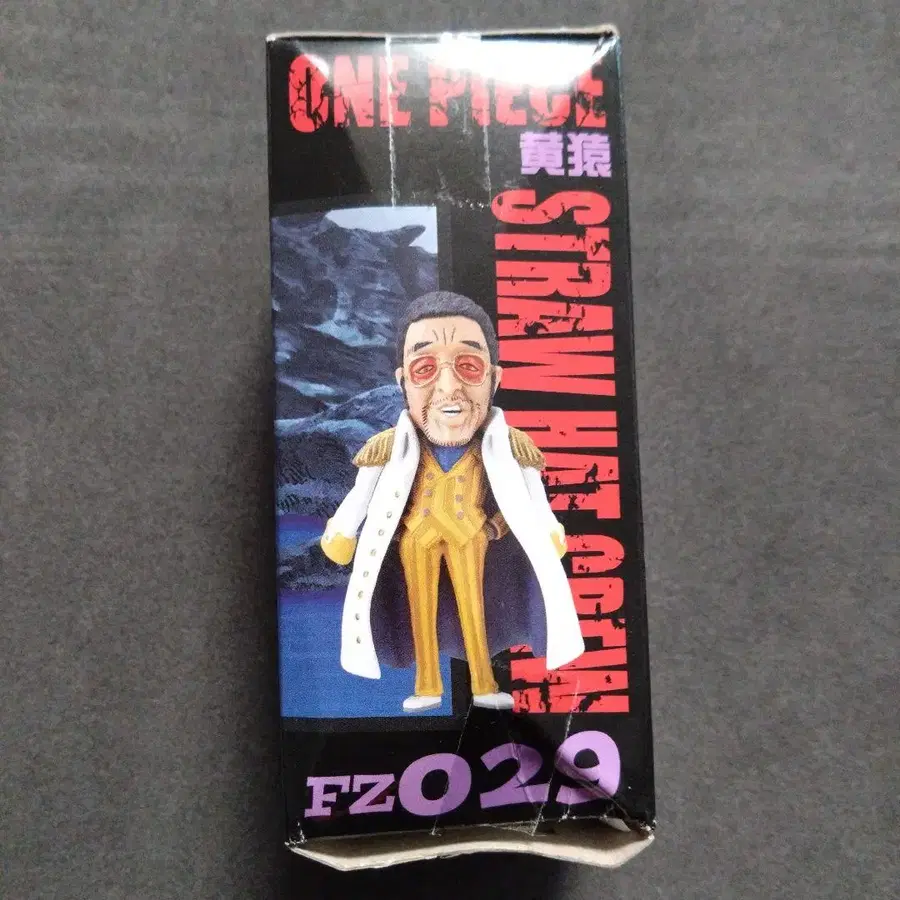 ONE PIECE
黄猿
STRAW HAT CREW
FZ029